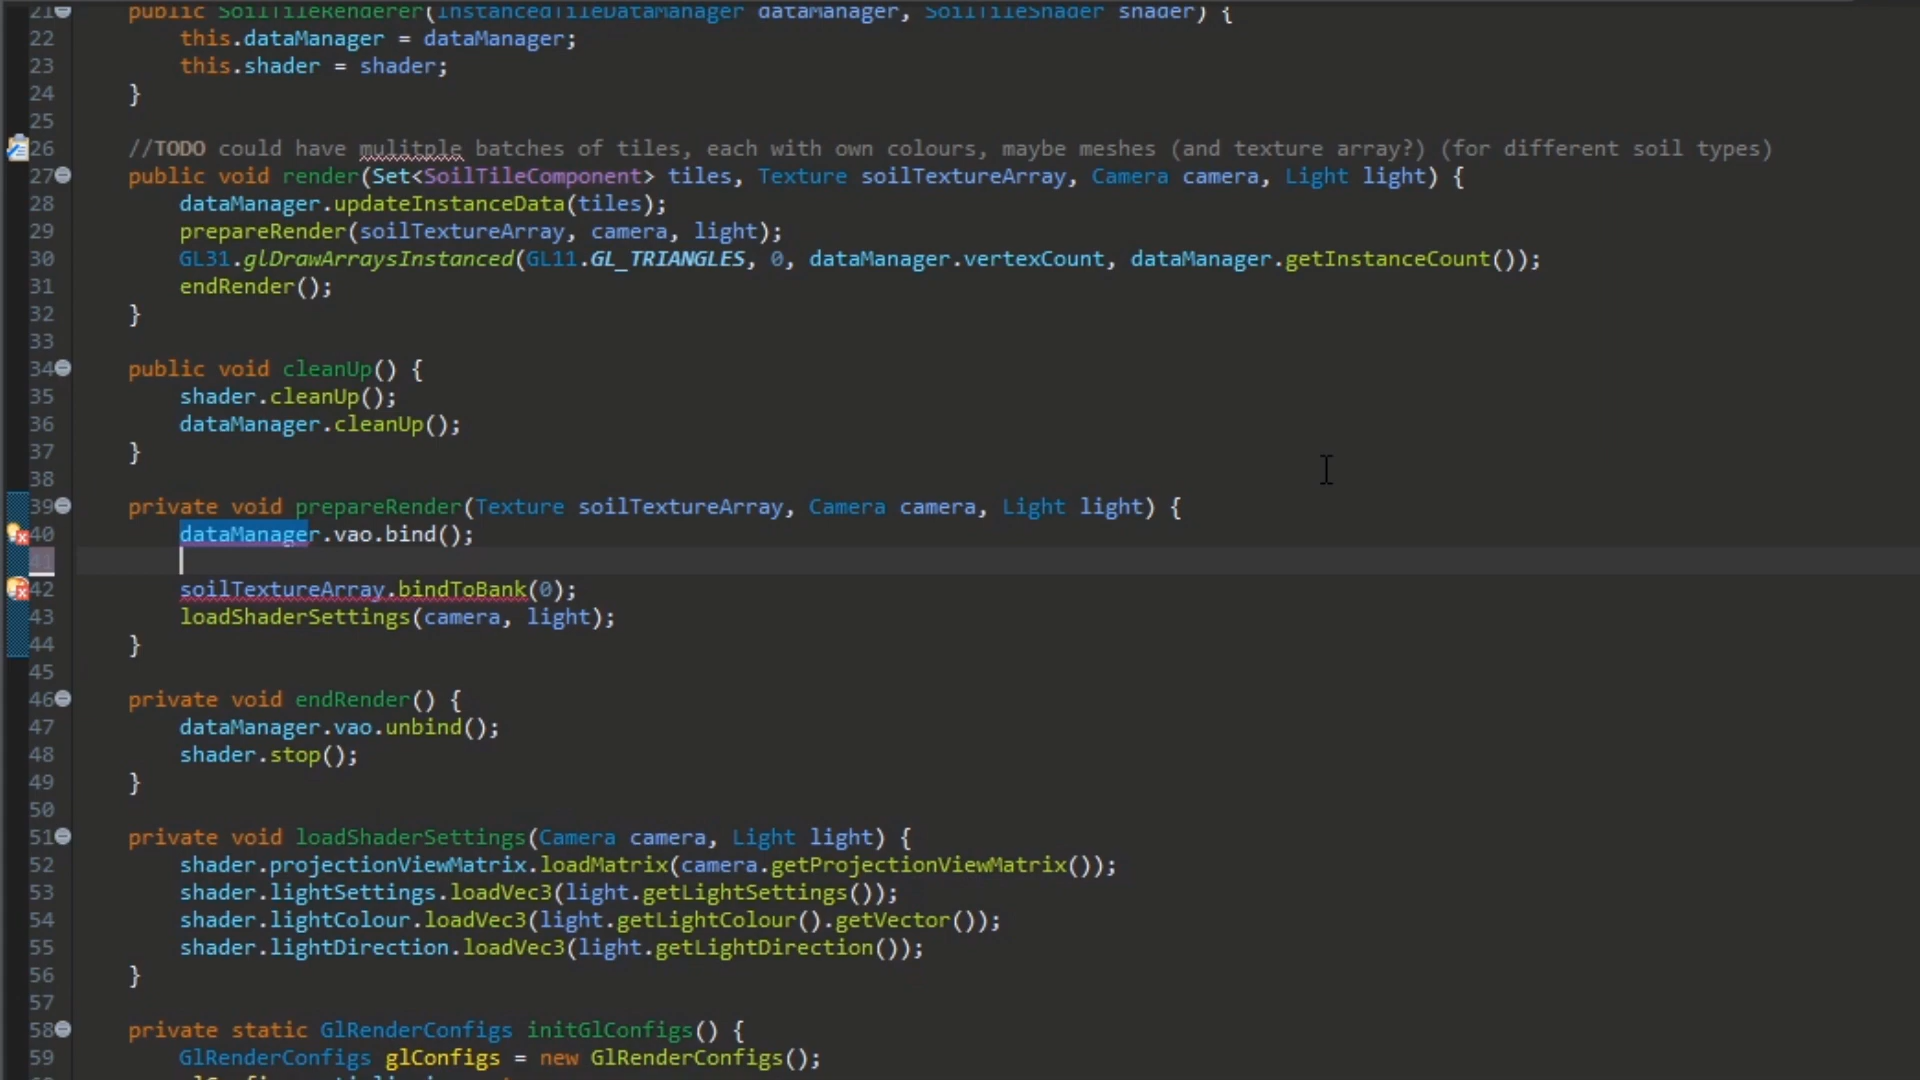 21 public SoilTileRenderer(InstancedTileDataManager dataManager, SoilTileShader shader) {
22 this.dataManager = dataManager;
23 this.shader = shader;
24 }
25
26 //TODO could have mulitple batches of tiles, each with own colours, maybe meshes (and texture array?) (for different soil types)
27 public void render(Set<SoilTileComponent> tiles, Texture soilTextureArray, Camera camera, Light light) {
28 dataManager.updateInstanceData(tiles);
29 prepareRender(soilTextureArray, camera, light);
30 GL31.glDrawArraysInstanced(GL11.GL_TRIANGLES, 0, dataManager.vertexCount, dataManager.getInstanceCount());
31 endRender();
32 }
33
34 public void cleanUp() {
35 shader.cleanUp();
36 dataManager.cleanUp();
37 }
38
39 private void prepareRender(Texture soilTextureArray, Camera camera, Light light) {
40 dataManager.vao.bind();
41
42 soilTextureArray.bindToBank(0);
43 loadShaderSettings(camera, light);
44 }
45
46 private void endRender() {
47 dataManager.vao.unbind();
48 shader.stop();
49 }
50
51 private void loadShaderSettings(Camera camera, Light light) {
52 shader.projectionViewMatrix.loadMatrix(camera.getProjectionViewMatrix());
53 shader.lightSettings.loadVec3(light.getLightSettings());
54 shader.lightColour.loadVec3(light.getLightColour().getVector());
55 shader.lightDirection.loadVec3(light.getLightDirection());
56 }
57
58 private static GlRenderConfigs initGlConfigs() {
59 GlRenderConfigs glConfigs = new GlRenderConfigs();